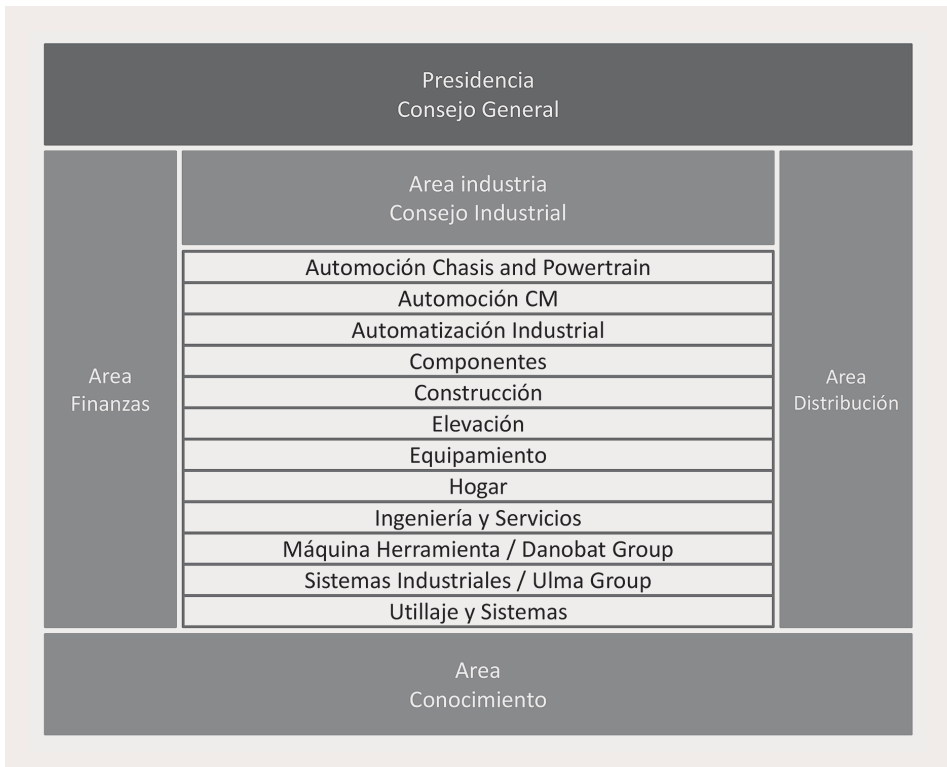 Presidencia
Consejo General
Area industria
Consejo Industrial
Automoción Chasis and Powertrain
Automoción CM
Automatización Industrial
Componentes
Construcción
Elevación
Equipamiento
Hogar
Ingeniería y Servicios
Máquina Herramienta / Danobat Group
Sistemas Industriales / Ulma Group
Utillaje y Sistemas
Area
Finanzas
Area
Distribución
Area
Conocimiento